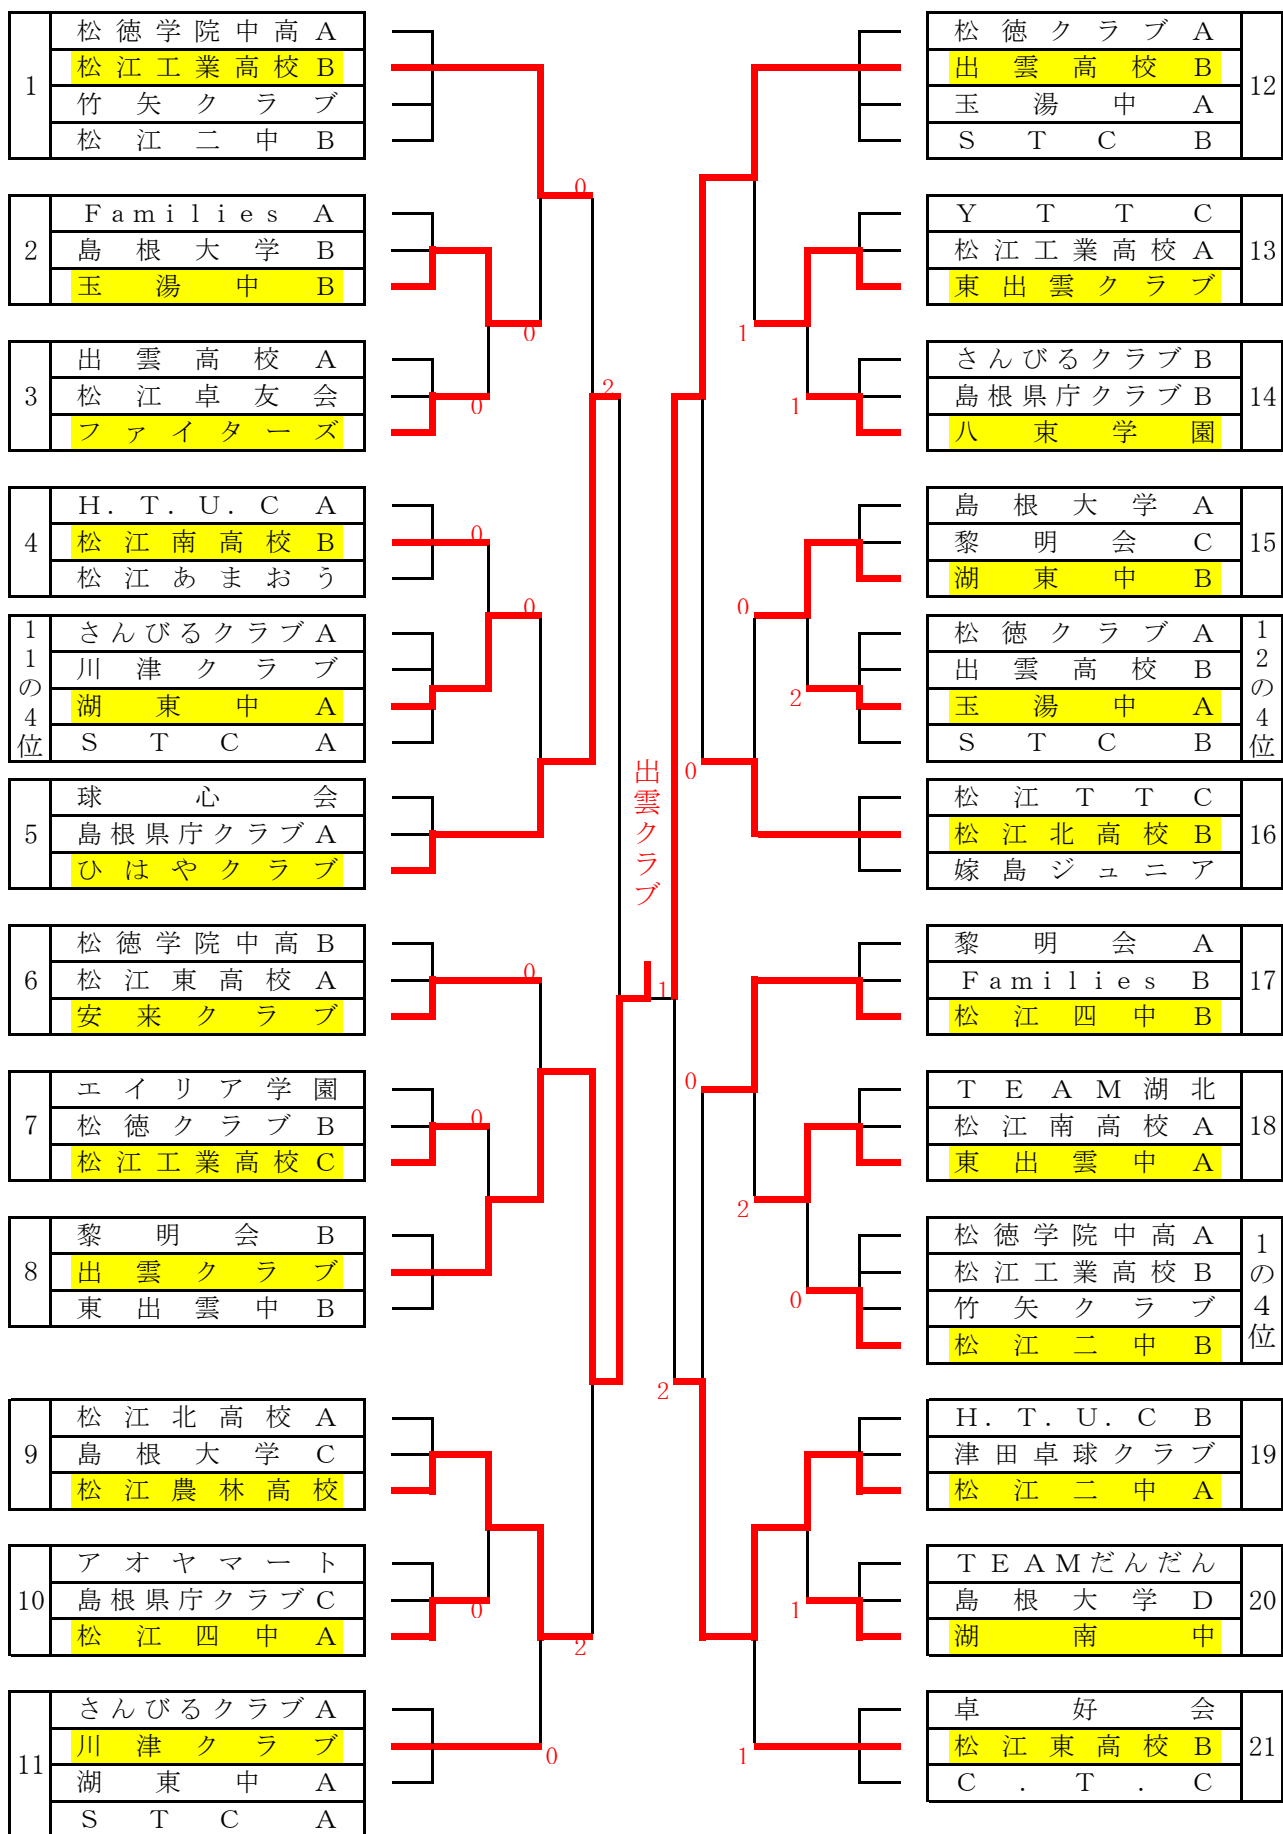 1
松徳学院中高A
松江工業高校B
竹矢クラブ
松江二中B
2
Families A
島根大学B
玉湯中B
3
出雲高校A
松江卓友会
ファイターズ
4
H.T.U.C A
松江南高校B
松江あまおう
11の4位
さんびるクラブA
川津クラブ
湖東中A
STC A
5
球心会
島根県庁クラブA
ひはやクラブ
6
松徳学院中高B
松江東高校A
安来クラブ
7
エイリア学園
松徳クラブB
松江工業高校C
8
黎明会B
出雲クラブ
東出雲中B
9
松江北高校A
島根大学C
松江農林高校
10
アオヤマート
島根県庁クラブC
松江四中A
11
さんびるクラブA
川津クラブ
湖東中A
STC A
0
0
0
2
0
0
0
0
0
2
0
出雲クラブ
1
1
1
0
2
0
0
2
0
2
1
1
松徳クラブA
出雲高校B
玉湯中A
STC B
12
YTTC
松江工業高校A
東出雲クラブ
13
さんびるクラブB
島根県庁クラブB
八束学園
14
島根大学A
黎明会C
湖東中B
15
松徳クラブA
出雲高校B
玉湯中A
STC B
12の4位
松江TTC
松江北高校B
嫁島ジュニア
16
黎明会A
Families B
松江四中B
17
TEAM湖北
松江南高校A
東出雲中A
18
松徳学院中高A
松江工業高校B
竹矢クラブ
松江二中B
1の4位
H.T.U.C B
津田卓球クラブ
松江二中A
19
TEAMだんだん
島根大学D
湖南中
20
卓好会
松江東高校B
C.T.C
21